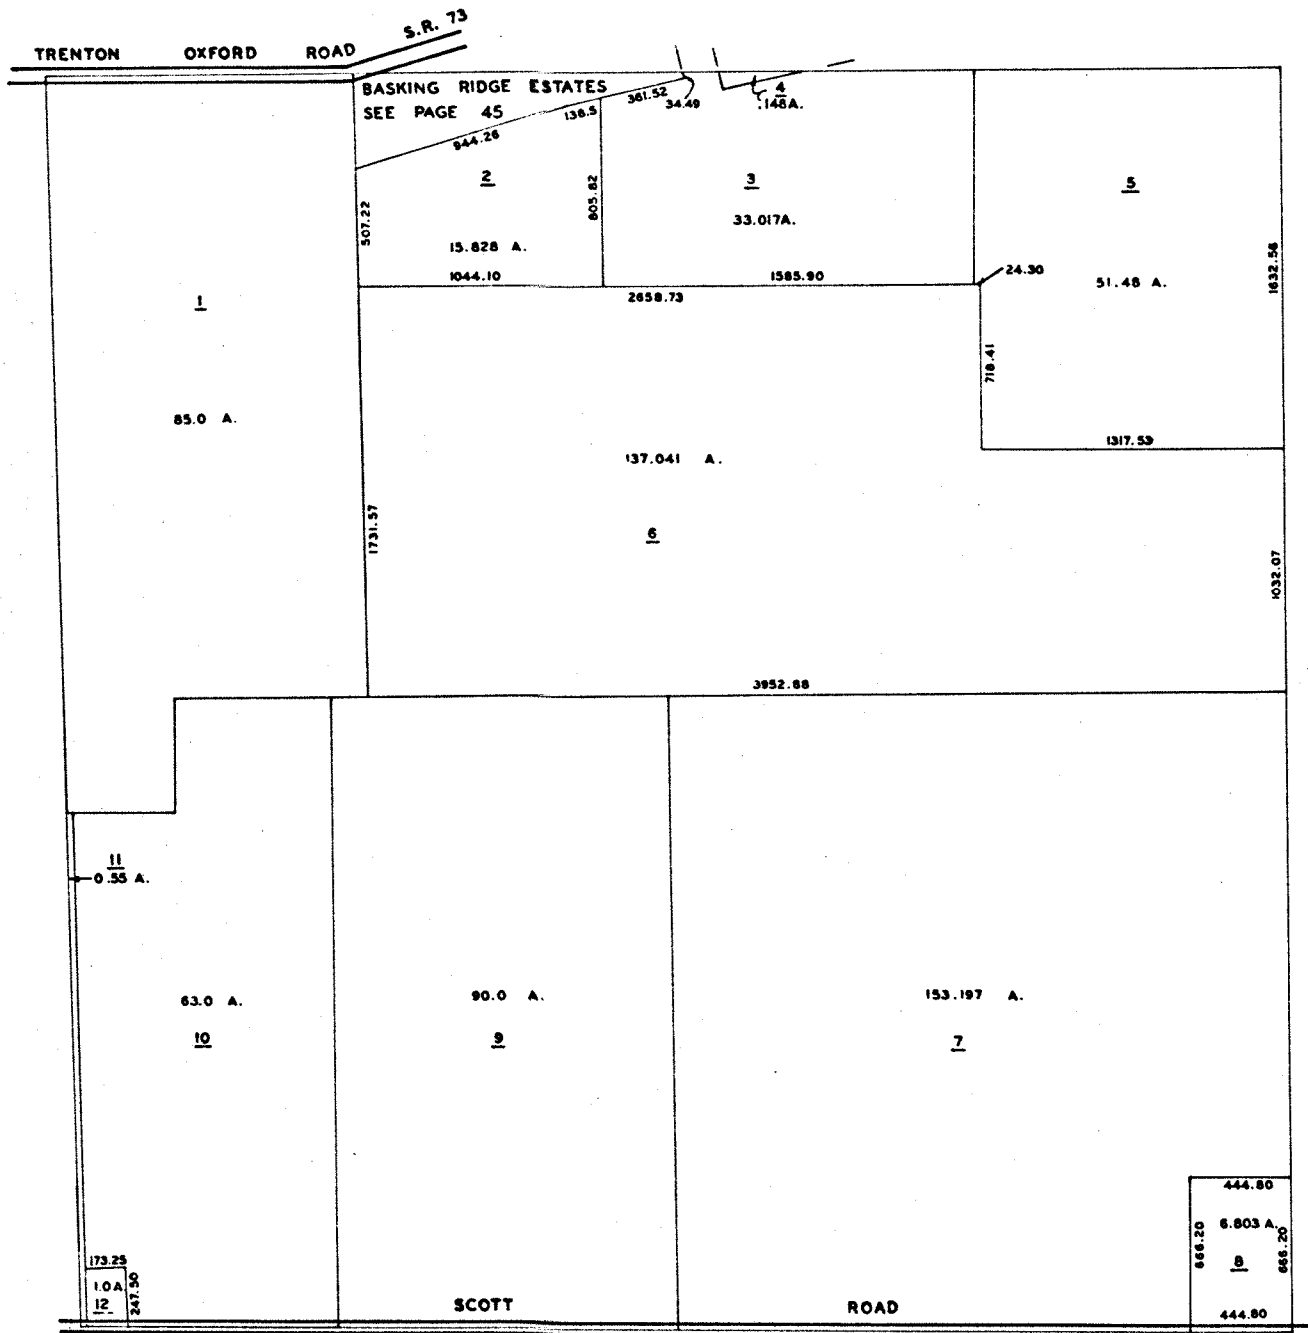 S.R. 73
TRENTON OXFORD ROAD
BASKING RIDGE ESTATES
SEE PAGE 45
944.26
138.5
361.52
34.49
4
.148A.
2
507.22
805.82
15.828 A.
1044.10
3
33.017A.
1585.90
5
24.30
51.48 A.
1632.56
2658.73
718.41
1317.53
1
85.0 A.
137.041 A.
6
1731.57
1032.07
3952.88
11
0.55 A.
63.0 A.
10
90.0 A.
9
153.197 A.
7
444.80
6.803 A.
666.20
666.20
8
444.80
173.25
1.0 A
12
247.50
SCOTT ROAD